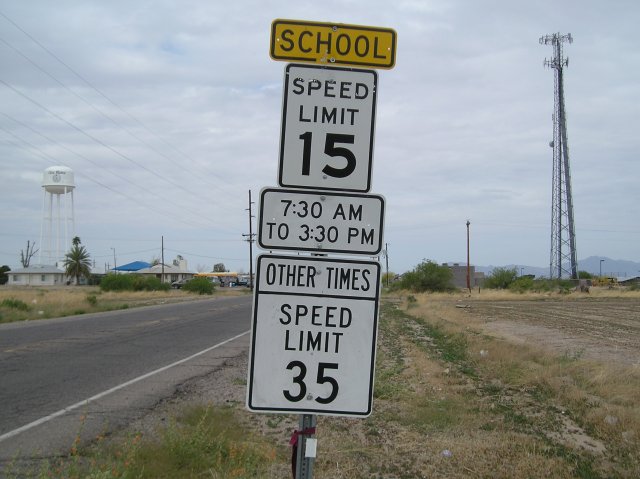 SCHOOL
SPEED
LIMIT
15
7:30 AM
TO 3:30 PM
OTHER TIMES
SPEED
LIMIT
35